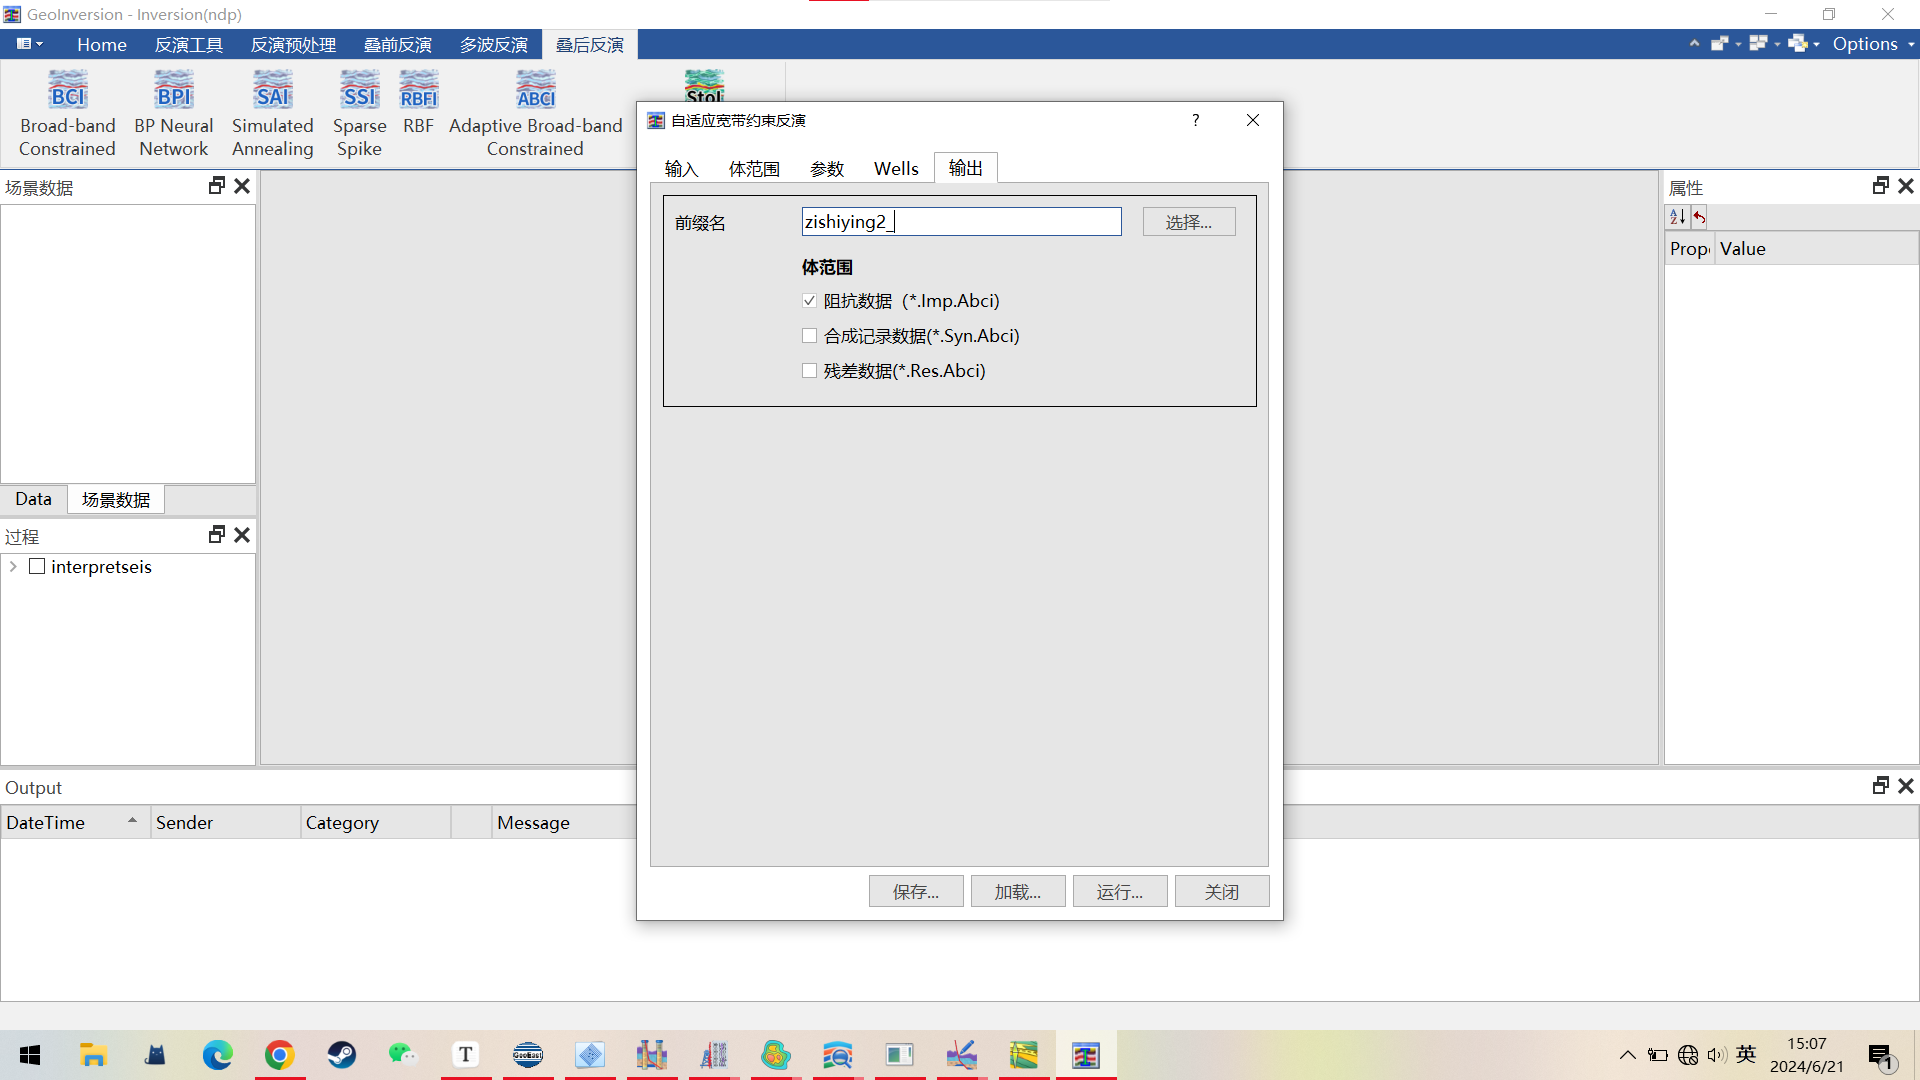 GeoInversion - Inversion(ndp)
Home 反演工具 反演预处理 叠前反演 多波反演 叠后反演 Options
BCI BPI SAI SSI RBFI ABCI Stol
Broad-band Constrained
BP Neural Network
Simulated Annealing
Sparse Spike
RBF
Adaptive Broad-band Constrained
自适应宽带约束反演 ?
输入 体范围 参数 Wells 输出
前缀名 zishiying2_ 选择...
体范围
阻抗数据 (*.Imp.Abci)
合成记录数据(*.Syn.Abci)
残差数据(*.Res.Abci)
保存... 加载... 运行... 关闭
场景数据
Data 场景数据
过程
interpretseis
属性
Prop Value
Output
DateTime Sender Category Message
T GeoEast
英
15:07
2024/6/21
1